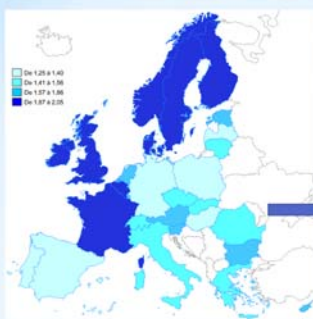 De 1,25 à 1,40
De 1,41 à 1,56
De 1,57 à 1,86
De 1,87 à 2,05